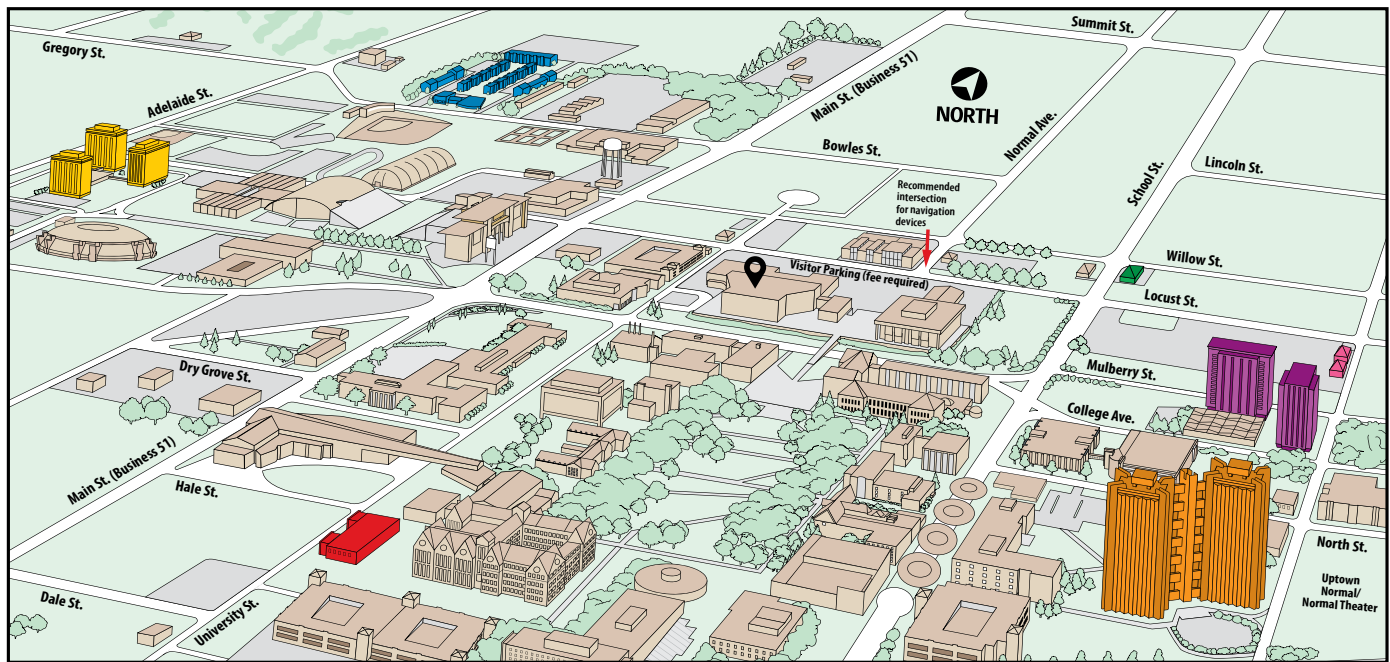 Summit St.
Gregory St.
Main St. (Business 51)
NORTH
Adelaide St.
Normal Ave.
Bowles St.
School St.
Lincoln St.
Recommended
intersection
for navigation
devices
Willow St.
Visitor Parking (fee required)
Locust St.
Dry Grove St.
Mulberry St.
College Ave.
Main St. (Business 51)
Hale St.
North St.
Uptown
Normal/
Normal Theater
Dale St.
University St.